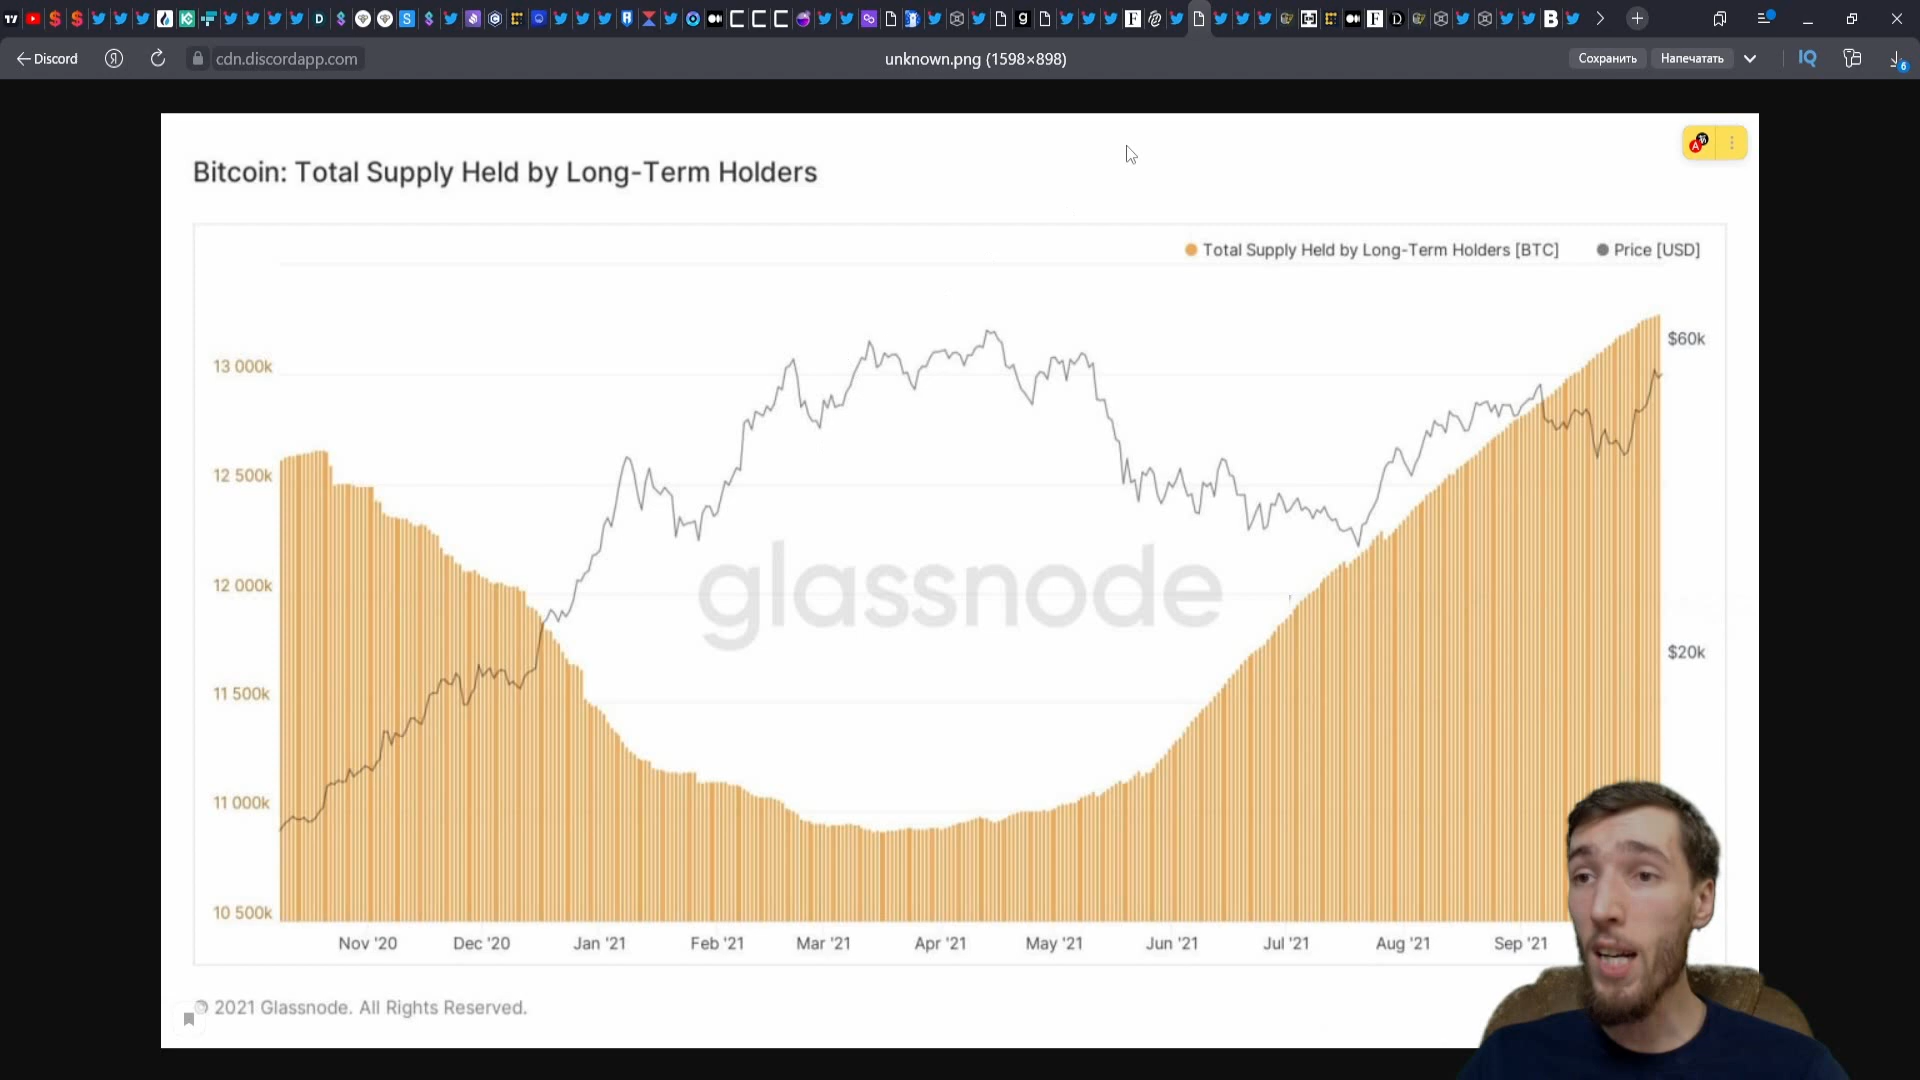 Discord
cdn.discordapp.com
unknown.png (1598×898)
Сохранить
Напечатать
6
Bitcoin: Total Supply Held by Long-Term Holders
Total Supply Held by Long-Term Holders [BTC]
Price [USD]
$60k
13 000k
12 500k
12 000k
glassnode
$20k
11 500k
11 000k
10 500k
Nov '20
Dec '20
Jan '21
Feb '21
Mar '21
Apr '21
May '21
Jun '21
Jul '21
Aug '21
Sep '21
© 2021 Glassnode. All Rights Reserved.